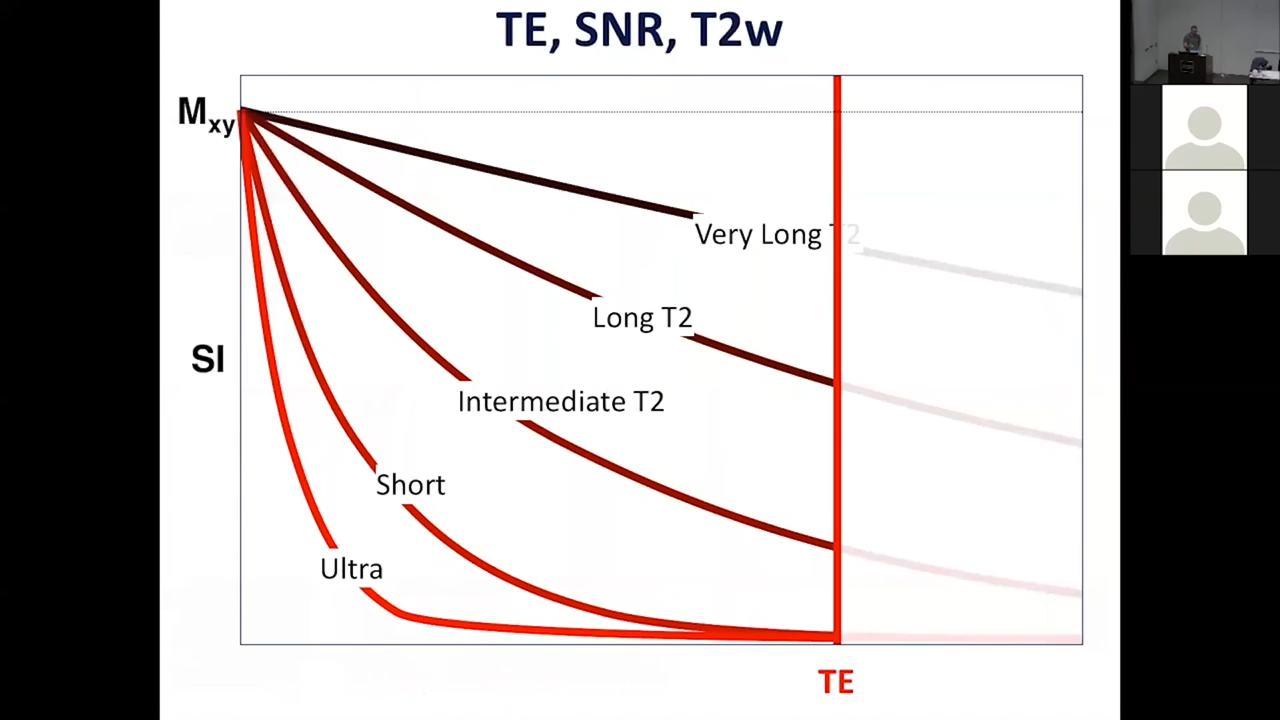 TE, SNR, T2w
Mxy
Very Long T2
Long T2
SI
Intermediate T2
Short
Ultra
TE